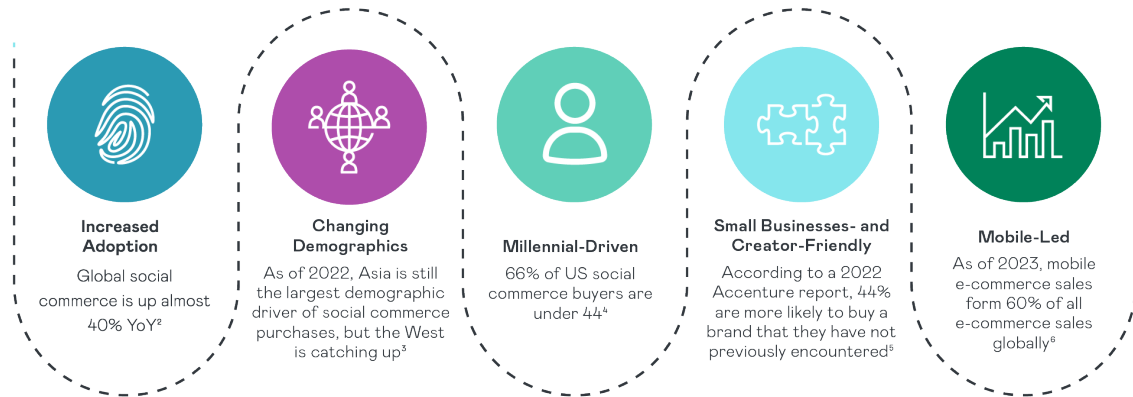 Increased
Adoption
Global social
commerce is up almost
40% YoY²
Changing
Demographics
As of 2022, Asia is still
the largest demographic
driver of social commerce
purchases, but the West
is catching up³
Millennial-Driven
66% of US social
commerce buyers are
under 44⁴
Small Businesses- and
Creator-Friendly
According to a 2022
Accenture report, 44%
are more likely to buy a
brand that they have not
previously encountered⁵
Mobile-Led
As of 2023, mobile
e-commerce sales
form 60% of all
e-commerce sales
globally⁶